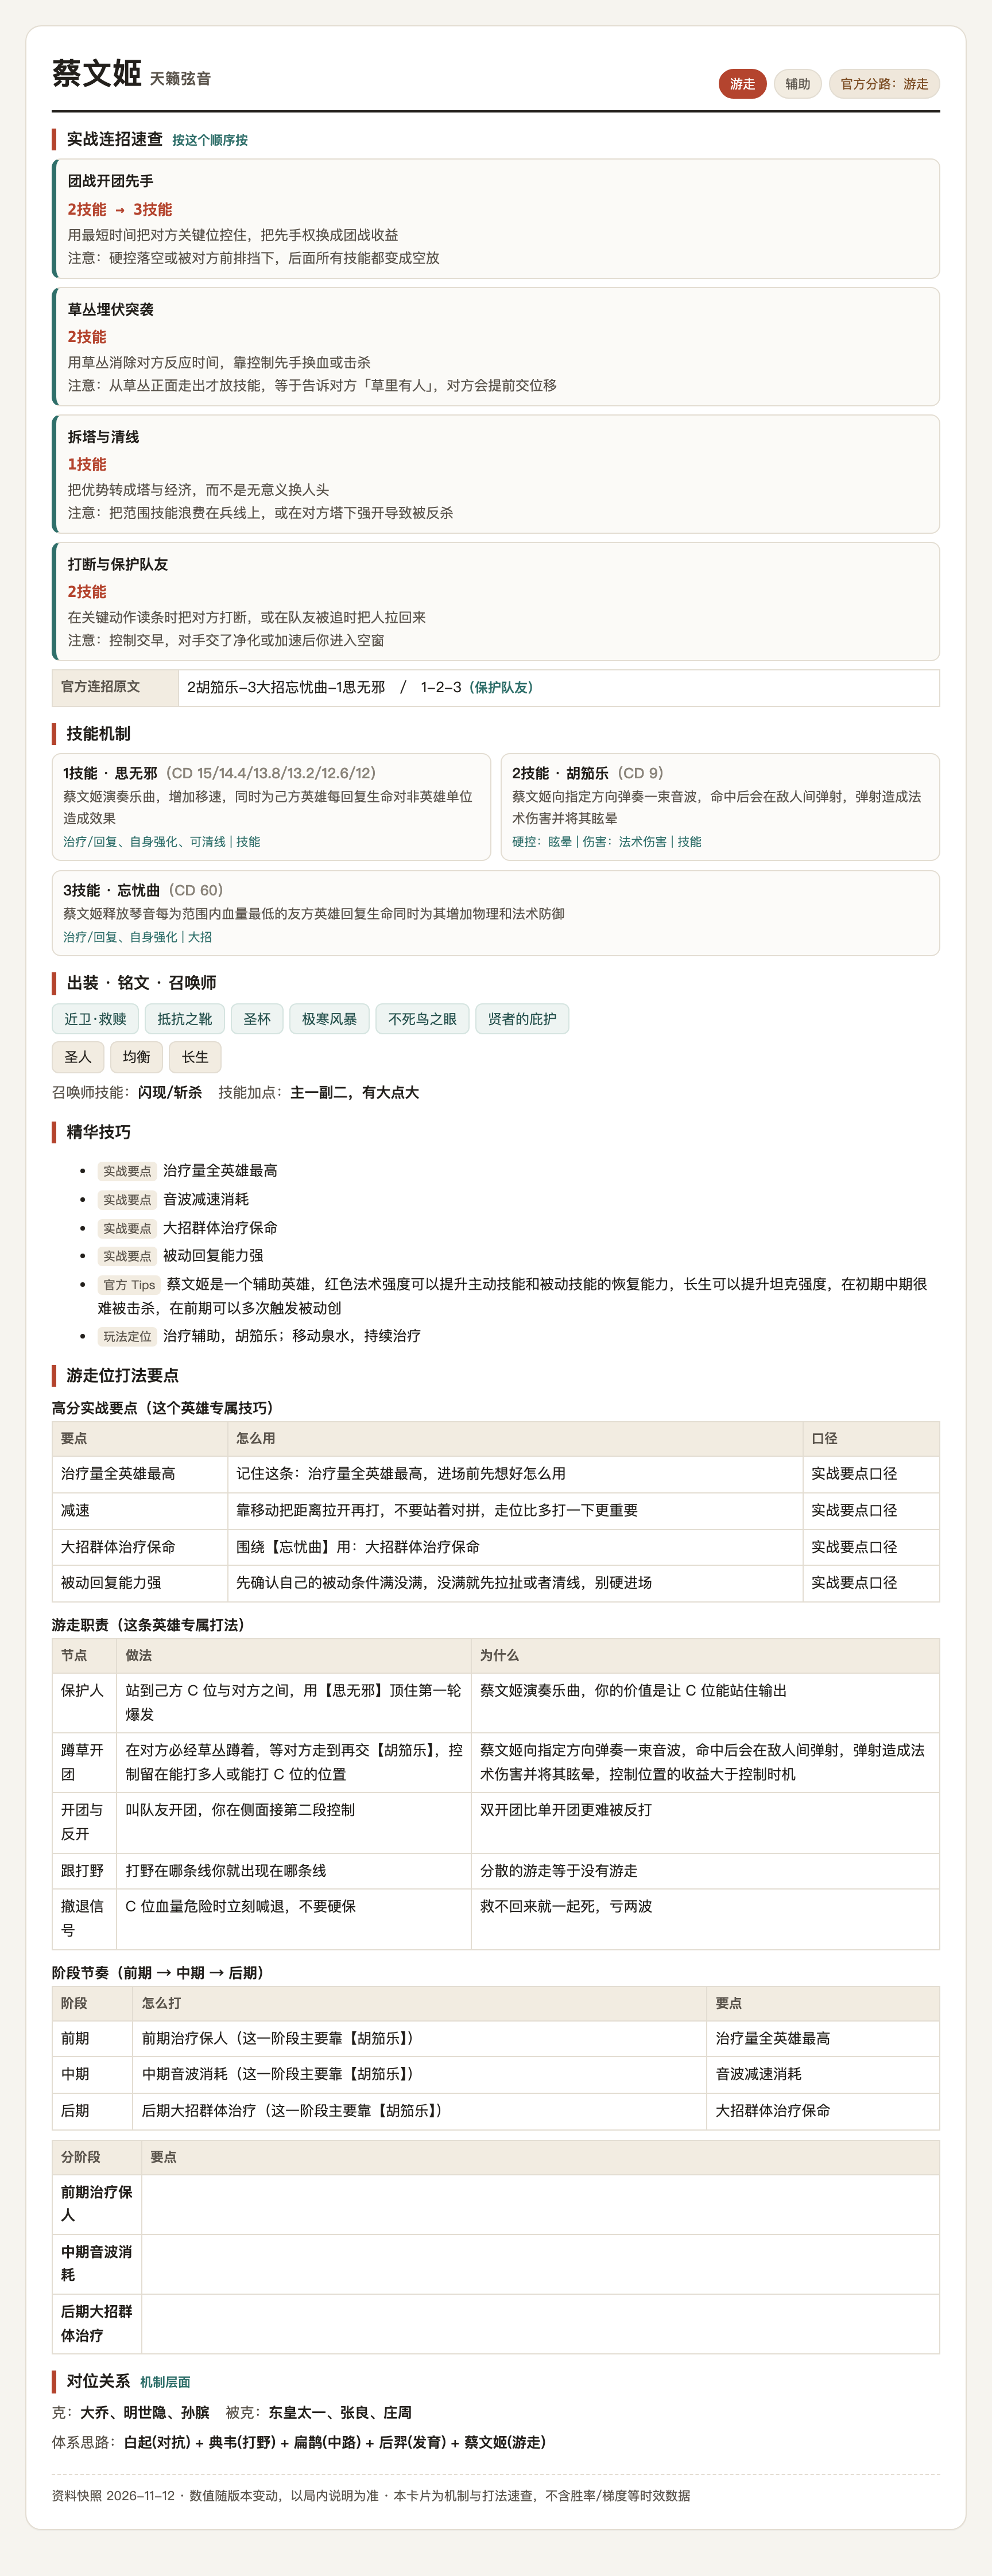 蔡文姬 天籁弦音
游走 辅助 官方分路：游走
实战连招速查 按这个顺序按
团战开团先手
2技能 → 3技能
用最短时间把对方关键位控住，把先手权换成团战收益
注意：硬控落空或被对方前排挡下，后面所有技能都变成空放
草丛埋伏突袭
2技能
用草丛消除对方反应时间，靠控制先手换血或击杀
注意：从草丛正面走出才放技能，等于告诉对方「草里有人」，对方会提前交位移
拆塔与清线
1技能
把优势转成塔与经济，而不是无意义换人头
注意：把范围技能浪费在兵线上，或在对方塔下强开导致被反杀
打断与保护队友
2技能
在关键动作读条时把对方打断，或在队友被追时把人拉回来
注意：控制交早，对手交了净化或加速后你进入空窗
官方连招原文 2胡笳乐–3大招忘忧曲–1思无邪 / 1–2–3（保护队友）
技能机制
1技能 · 思无邪（CD 15/14.4/13.8/13.2/12.6/12）
蔡文姬演奏乐曲，增加移速，同时为己方英雄每回复生命对非英雄单位
造成效果
治疗/回复、自身强化、可清线 | 技能
2技能 · 胡笳乐（CD 9）
蔡文姬向指定方向弹奏一束音波，命中后会在敌人间弹射，弹射造成法
术伤害并将其眩晕
硬控：眩晕 | 伤害：法术伤害 | 技能
3技能 · 忘忧曲（CD 60）
蔡文姬释放琴音每为范围内血量最低的友方英雄回复生命同时为其增加物理和法术防御
治疗/回复、自身强化 | 大招
出装 · 铭文 · 召唤师
近卫·救赎 抵抗之靴 圣杯 极寒风暴 不死鸟之眼 贤者的庇护
圣人 均衡 长生
召唤师技能：闪现/斩杀 技能加点：主一副二，有大点大
精华技巧
• 实战要点 治疗量全英雄最高
• 实战要点 音波减速消耗
• 实战要点 大招群体治疗保命
• 实战要点 被动回复能力强
• 官方 Tips 蔡文姬是一个辅助英雄，红色法术强度可以提升主动技能和被动技能的恢复能力，长生可以提升坦克强度，在初期中期很
难被击杀，在前期可以多次触发被动创
• 玩法定位 治疗辅助，胡笳乐；移动泉水，持续治疗
游走位打法要点
高分实战要点（这个英雄专属技巧）
要点 怎么用 口径
治疗量全英雄最高 记住这条：治疗量全英雄最高，进场前先想好怎么用 实战要点口径
减速 靠移动把距离拉开再打，不要站着对拼，走位比多打一下更重要 实战要点口径
大招群体治疗保命 围绕【忘忧曲】用：大招群体治疗保命 实战要点口径
被动回复能力强 先确认自己的被动条件满没满，没满就先拉扯或者清线，别硬进场 实战要点口径
游走职责（这条英雄专属打法）
节点 做法 为什么
保护人 站到己方 C 位与对方之间，用【思无邪】顶住第一轮 蔡文姬演奏乐曲，你的价值是让 C 位能站住输出
爆发
蹲草开 在对方必经草丛蹲着，等对方走到再交【胡笳乐】，控 蔡文姬向指定方向弹奏一束音波，命中后会在敌人间弹射，弹射造成法
团 制留在能打多人或能打 C 位的位置 术伤害并将其眩晕，控制位置的收益大于控制时机
开团与 叫队友开团，你在侧面接第二段控制 双开团比单开团更难被反打
反开
跟打野 打野在哪条线你就出现在哪条线 分散的游走等于没有游走
撤退信 C 位血量危险时立刻喊退，不要硬保 救不回来就一起死，亏两波
号
阶段节奏（前期 → 中期 → 后期）
阶段 怎么打 要点
前期 前期治疗保人（这一阶段主要靠【胡笳乐】） 治疗量全英雄最高
中期 中期音波消耗（这一阶段主要靠【胡笳乐】） 音波减速消耗
后期 后期大招群体治疗（这一阶段主要靠【胡笳乐】） 大招群体治疗保命
分阶段 要点
前期治疗保
人
中期音波消
耗
后期大招群
体治疗
对位关系 机制层面
克：大乔、明世隐、孙膑 被克：东皇太一、张良、庄周
体系思路：白起(对抗) + 典韦(打野) + 扁鹊(中路) + 后羿(发育) + 蔡文姬(游走)
资料快照 2026–11–12 · 数值随版本变动，以局内说明为准 · 本卡片为机制与打法速查，不含胜率/梯度等时效数据